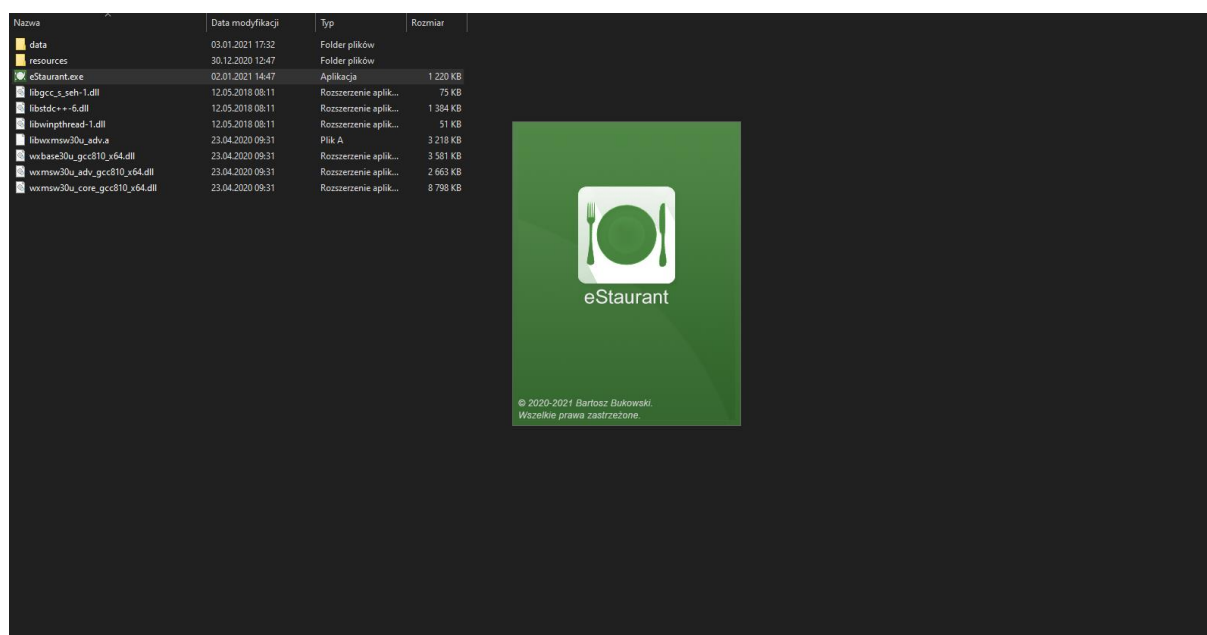 Nazwa Data modyfikacji Typ Rozmiar
data 03.01.2021 17:32 Folder plików
resources 30.12.2020 12:47 Folder plików
eStaurant.exe 02.01.2021 14:47 Aplikacja 1 220 KB
libgcc_s_seh-1.dll 12.05.2018 08:11 Rozszerzenie aplik... 75 KB
libstdc++-6.dll 12.05.2018 08:11 Rozszerzenie aplik... 1 384 KB
libwinpthread-1.dll 12.05.2018 08:11 Rozszerzenie aplik... 51 KB
libwxmsw30u_adv.a 23.04.2020 09:31 Plik A 3 218 KB
wxbase30u_gcc810_x64.dll 23.04.2020 09:31 Rozszerzenie aplik... 3 581 KB
wxmsw30u_adv_gcc810_x64.dll 23.04.2020 09:31 Rozszerzenie aplik... 2 663 KB
wxmsw30u_core_gcc810_x64.dll 23.04.2020 09:31 Rozszerzenie aplik... 8 798 KB
eStaurant
© 2020-2021 Bartosz Bukowski.
Wszelkie prawa zastrzeżone.